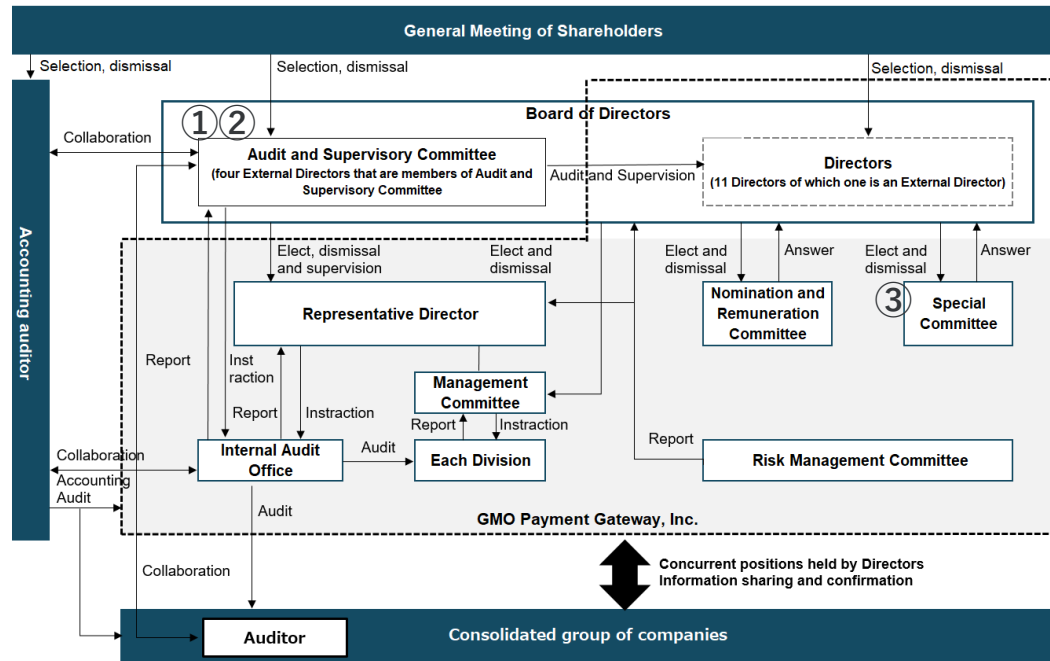 General Meeting of Shareholders
Selection, dismissal
Selection, dismissal
Selection, dismissal
Board of Directors
① ②
Collaboration
Audit and Supervisory Committee
(four External Directors that are members of Audit and
Supervisory Committee
Audit and Supervision
Directors
(11 Directors of which one is an External Director)
Accounting auditor
Elect, dismissal
and supervision
Elect and
dismissal
Elect and
dismissal
Answer
Elect and
dismissal
Answer
③
Representative Director
Nomination and
Remuneration
Committee
Special
Committee
Report
Inst
raction
Report
Instraction
Management
Committee
Report
Instraction
Internal Audit
Office
Audit
Each Division
Report
Risk Management Committee
Collaboration
Accounting
Audit
Audit
GMO Payment Gateway, Inc.
Collaboration
Concurrent positions held by Directors
Information sharing and confirmation
Auditor
Consolidated group of companies